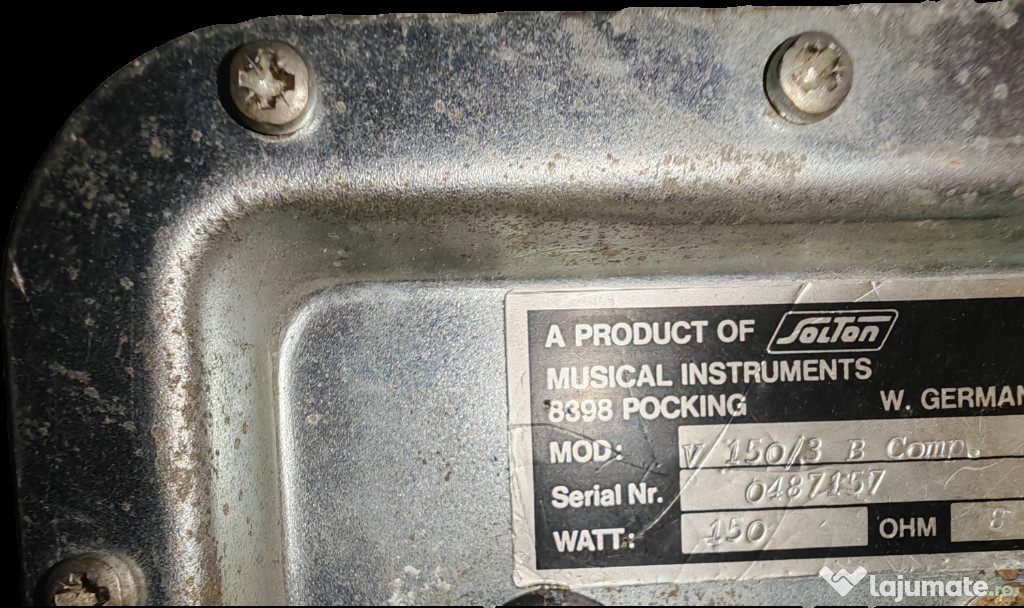 A PRODUCT OF SOLTON
MUSICAL INSTRUMENTS
8398 POCKING W. GERMAN
MOD: V 150/3 B Comp.
Serial Nr. 0487157
WATT: 150 OHM 8
lajumate.ro